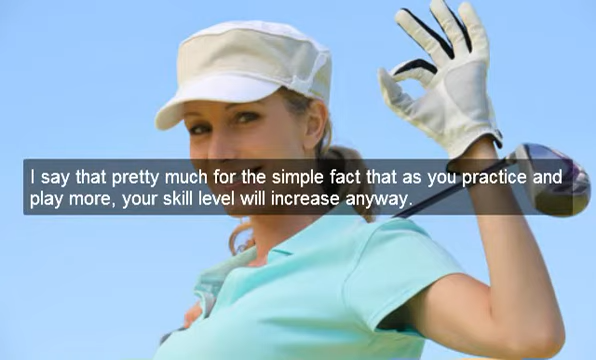 I say that pretty much for the simple fact that as you practice and
play more, your skill level will increase anyway.